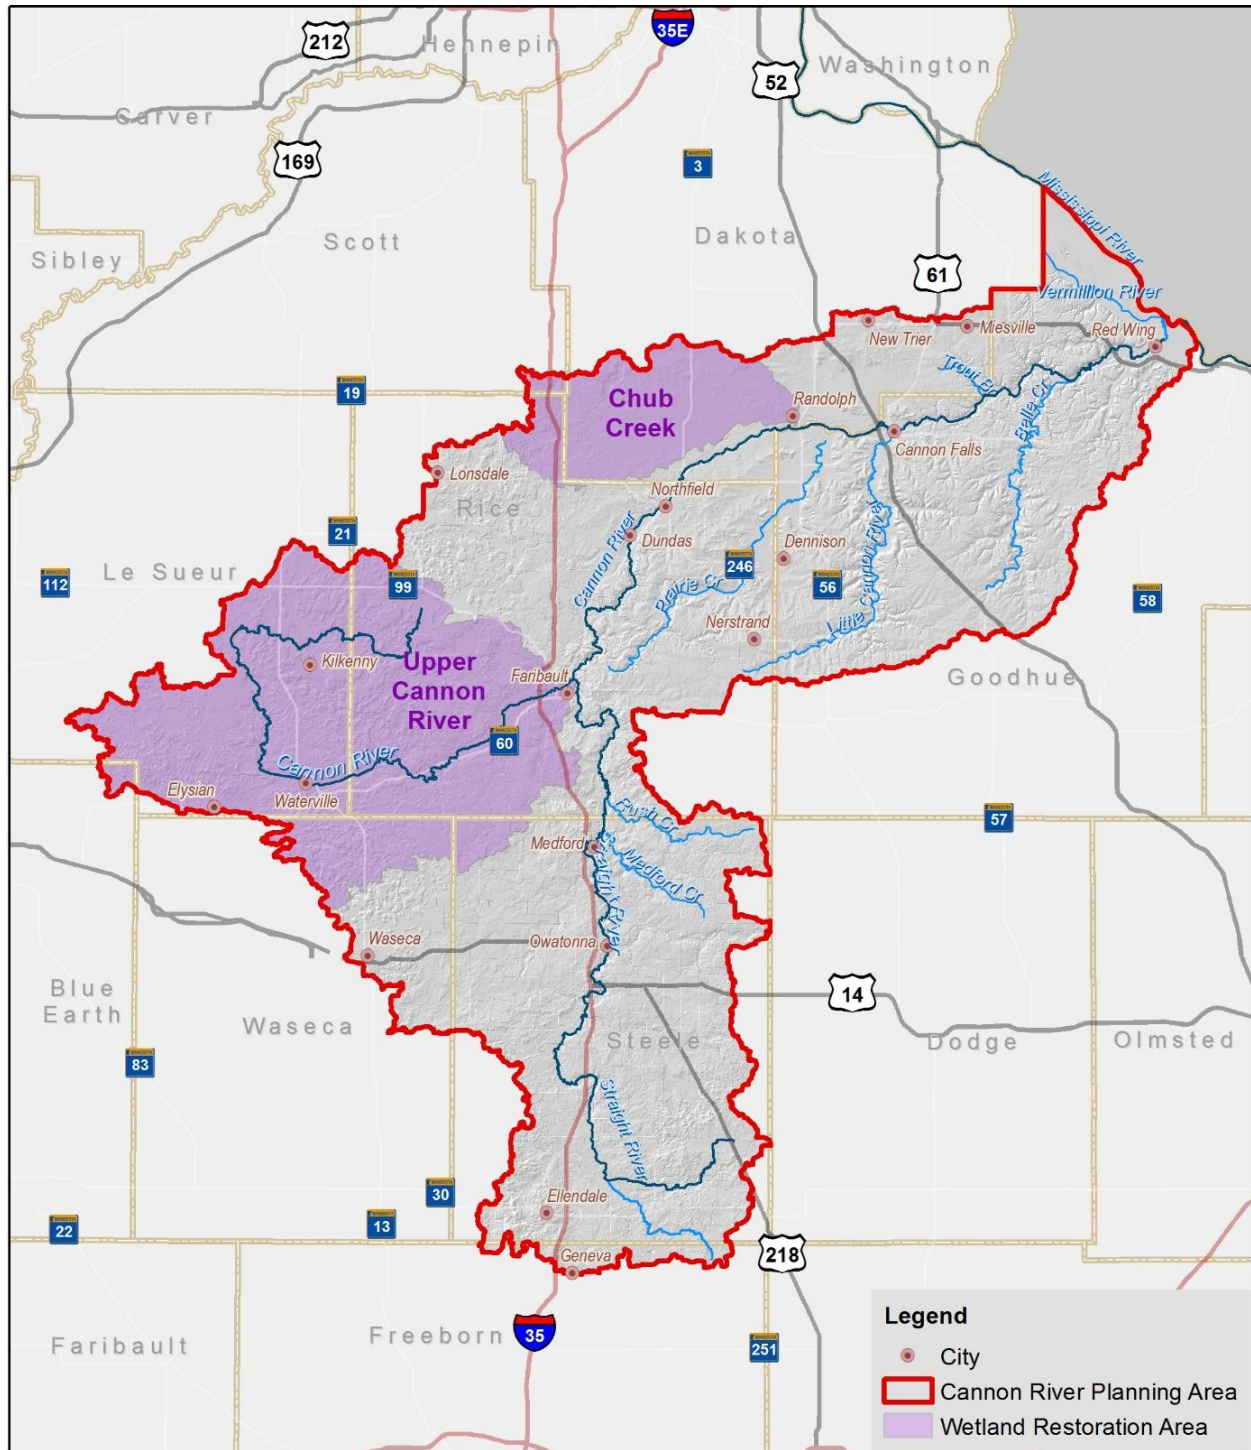 35E
212
Hennepin
Washington
52
Carver
169
3
Mississippi River
Scott
Dakota
Sibley
61
Vermillion River
New Trier
Miesville
Red Wing
19
Chub
Creek
Randolph
Trout Br
Belle Cr
Cannon Falls
Lonsdale
Northfield
Rice
21
Dundas
Cannon River
Dennison
246
Prairie Cr
56
Little Cannon River
58
112
Le Sueur
99
Nerstrand
Kilkenny
Upper
Cannon
River
Faribault
Goodhue
60
Cannon River
Elysian
Waterville
Rush Cr
57
Medford
Straight River
Medford Cr
Waseca
Owatonna
Blue
Earth
14
Waseca
Steele
Dodge
Olmsted
83
Straight River
30
Ellendale
22
13
Geneva
218
Freeborn
35
Faribault
251
Legend
City
Cannon River Planning Area
Wetland Restoration Area